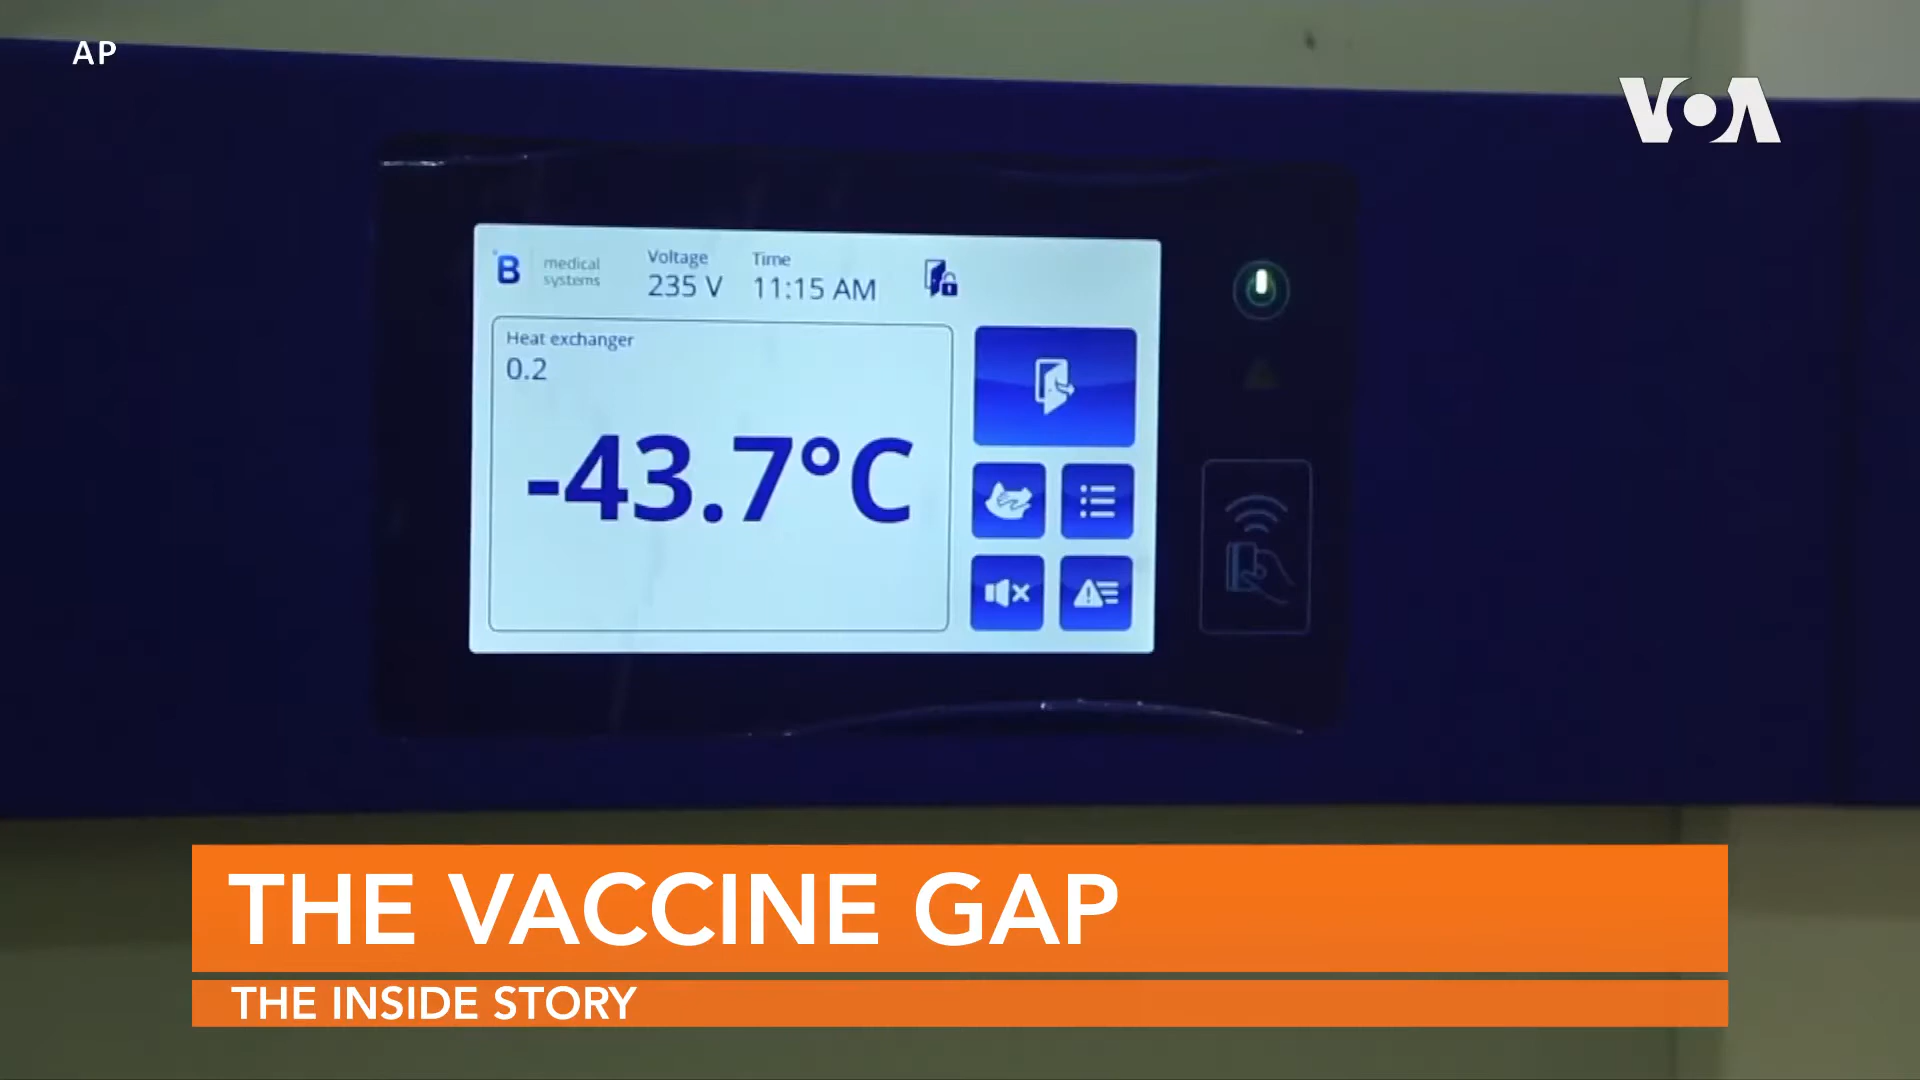 AP
VOA
B medical
systems
Voltage
235 V
Time
11:15 AM
Heat exchanger
0.2
-43.7°C
THE VACCINE GAP
THE INSIDE STORY